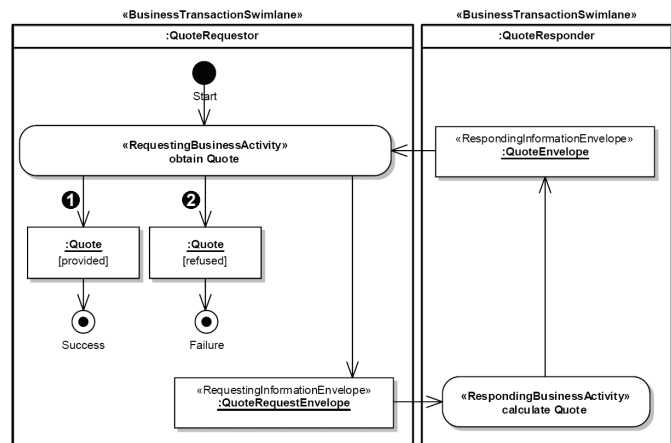 «BusinessTransactionSwimlane»
«BusinessTransactionSwimlane»
:QuoteRequestor
:QuoteResponder
Start
«RequestingBusinessActivity»
obtain Quote
«RespondingInformationEnvelope»
:QuoteEnvelope
1
2
:Quote
[provided]
:Quote
[refused]
Success
Failure
«RequestingInformationEnvelope»
:QuoteRequestEnvelope
«RespondingBusinessActivity»
calculate Quote